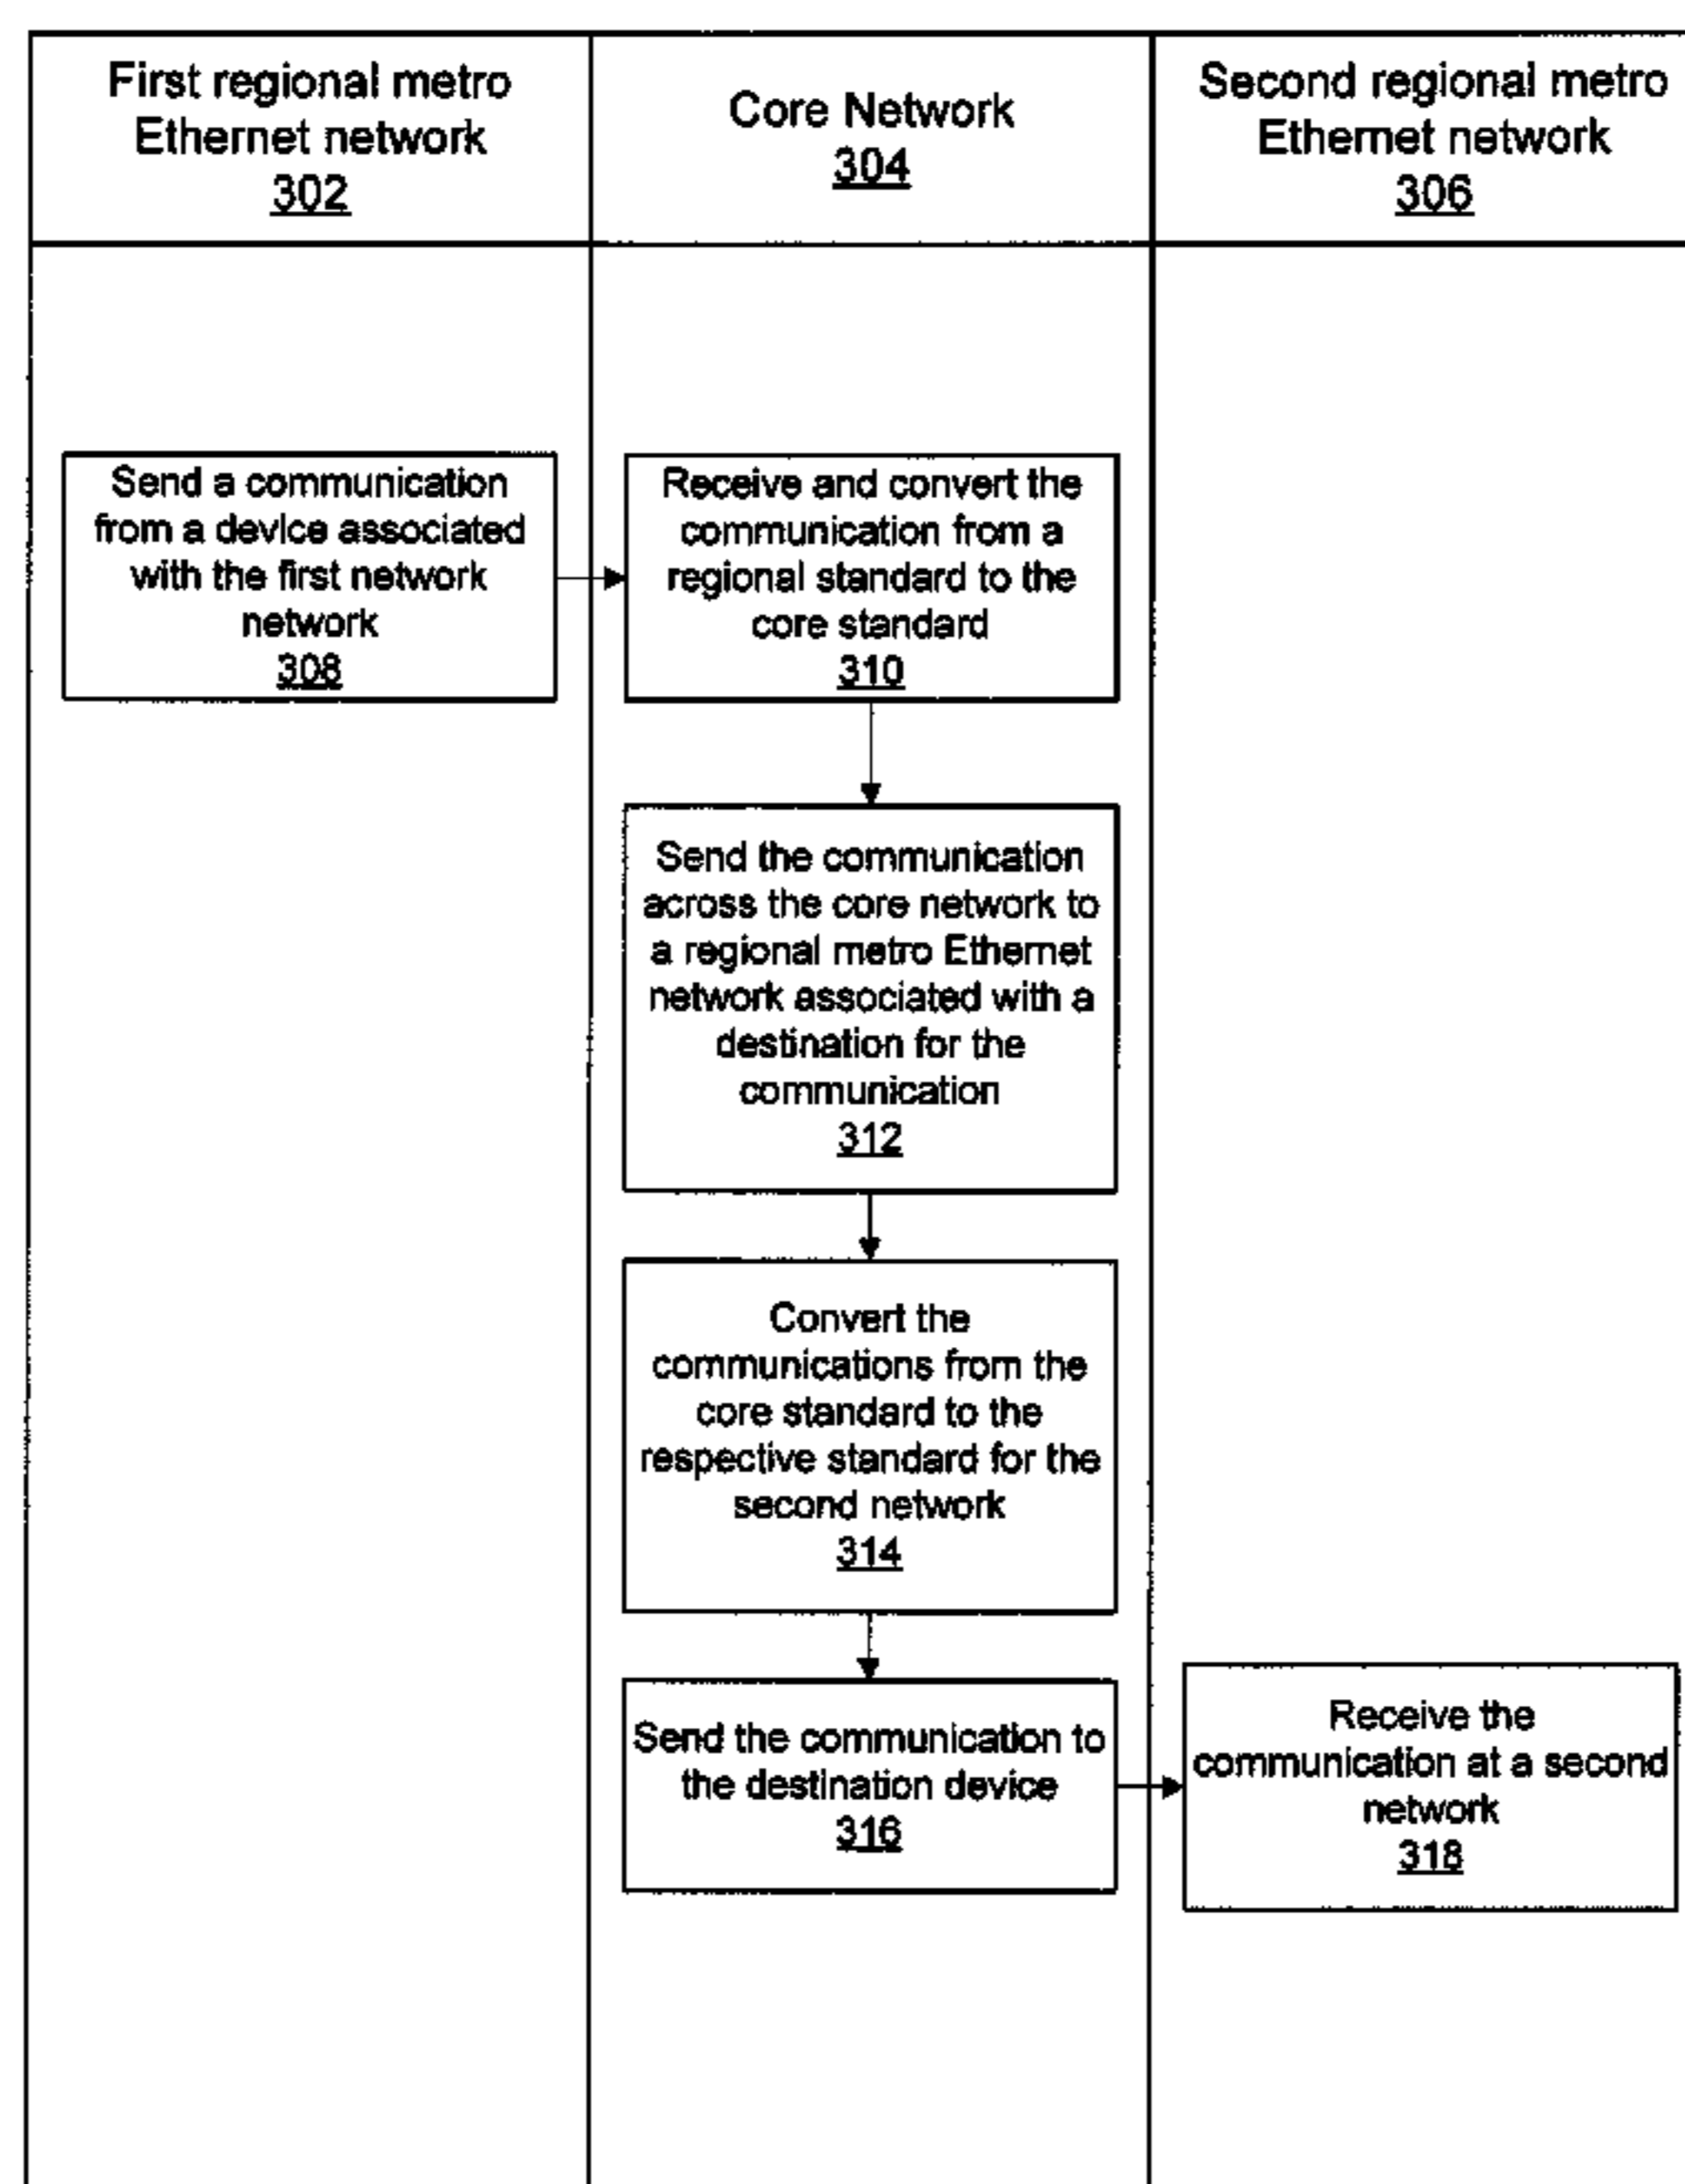 First regional metro
Ethernet network
302
Core Network
304
Second regional metro
Ethernet network
306
Send a communication
from a device associated
with the first network
network
308
Receive and convert the
communication from a
regional standard to the
core standard
310
Send the communication
across the core network to
a regional metro Ethernet
network associated with a
destination for the
communication
312
Convert the
communications from the
core standard to the
respective standard for the
second network
314
Send the communication to
the destination device
316
Receive the
communication at a second
network
318